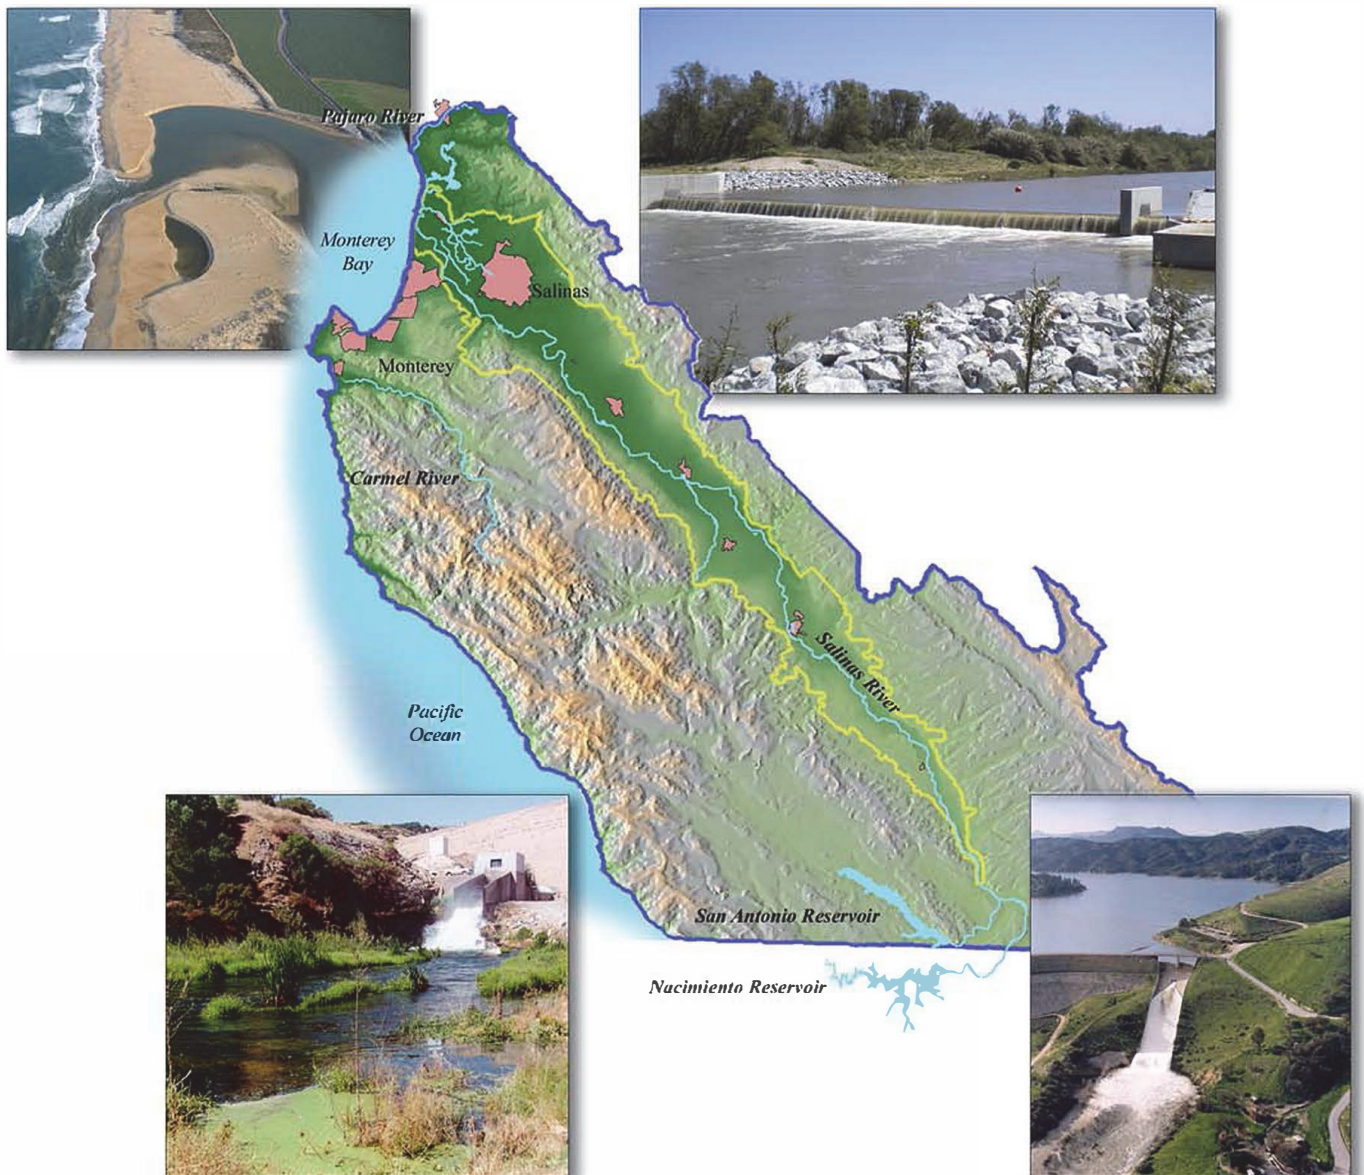 Pajaro River
Monterey
Bay
Salinas
Monterey
Carmel River
Salinas River
Pacific
Ocean
San Antonio Reservoir
Nacimiento Reservoir